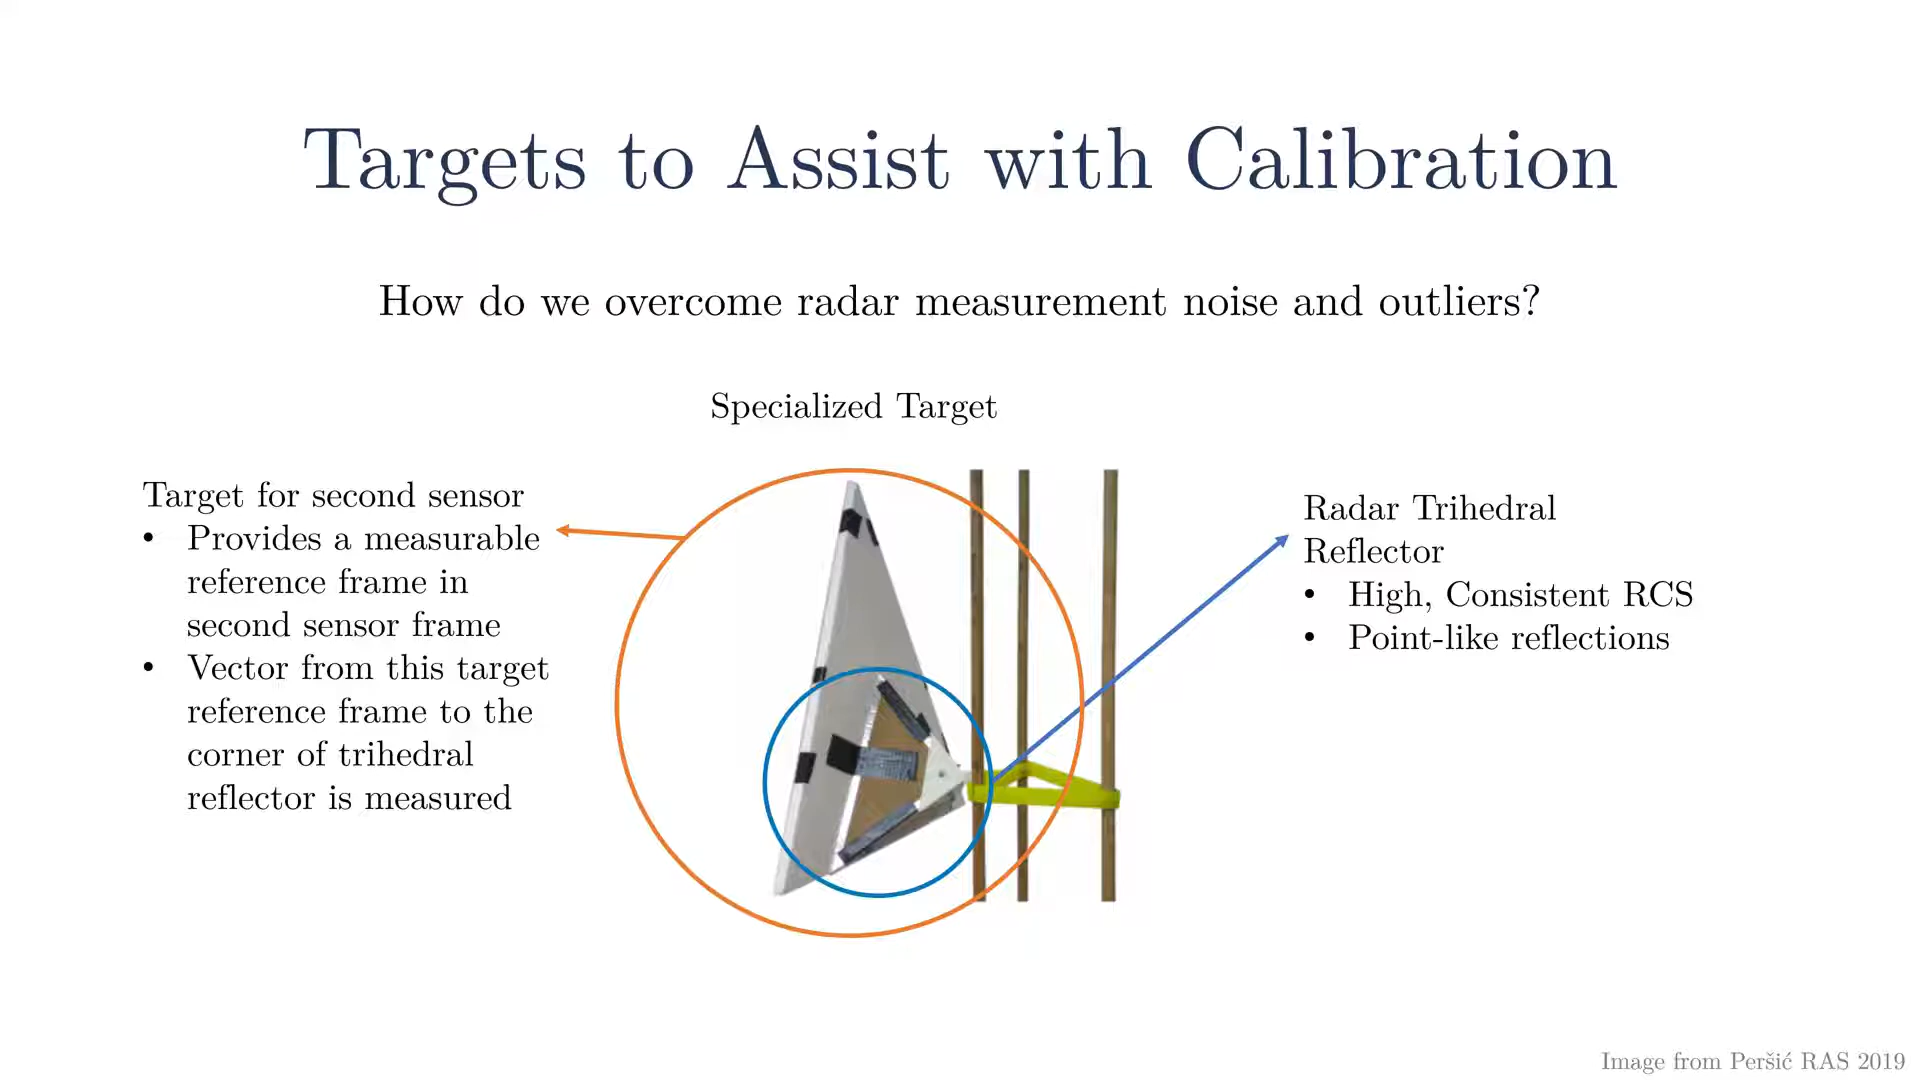 Targets to Assist with Calibration
How do we overcome radar measurement noise and outliers?
Specialized Target
Target for second sensor
• Provides a measurable
reference frame in
second sensor frame
• Vector from this target
reference frame to the
corner of trihedral
reflector is measured
Radar Trihedral
Reflector
• High, Consistent RCS
• Point-like reflections
Image from Peršić RAS 2019